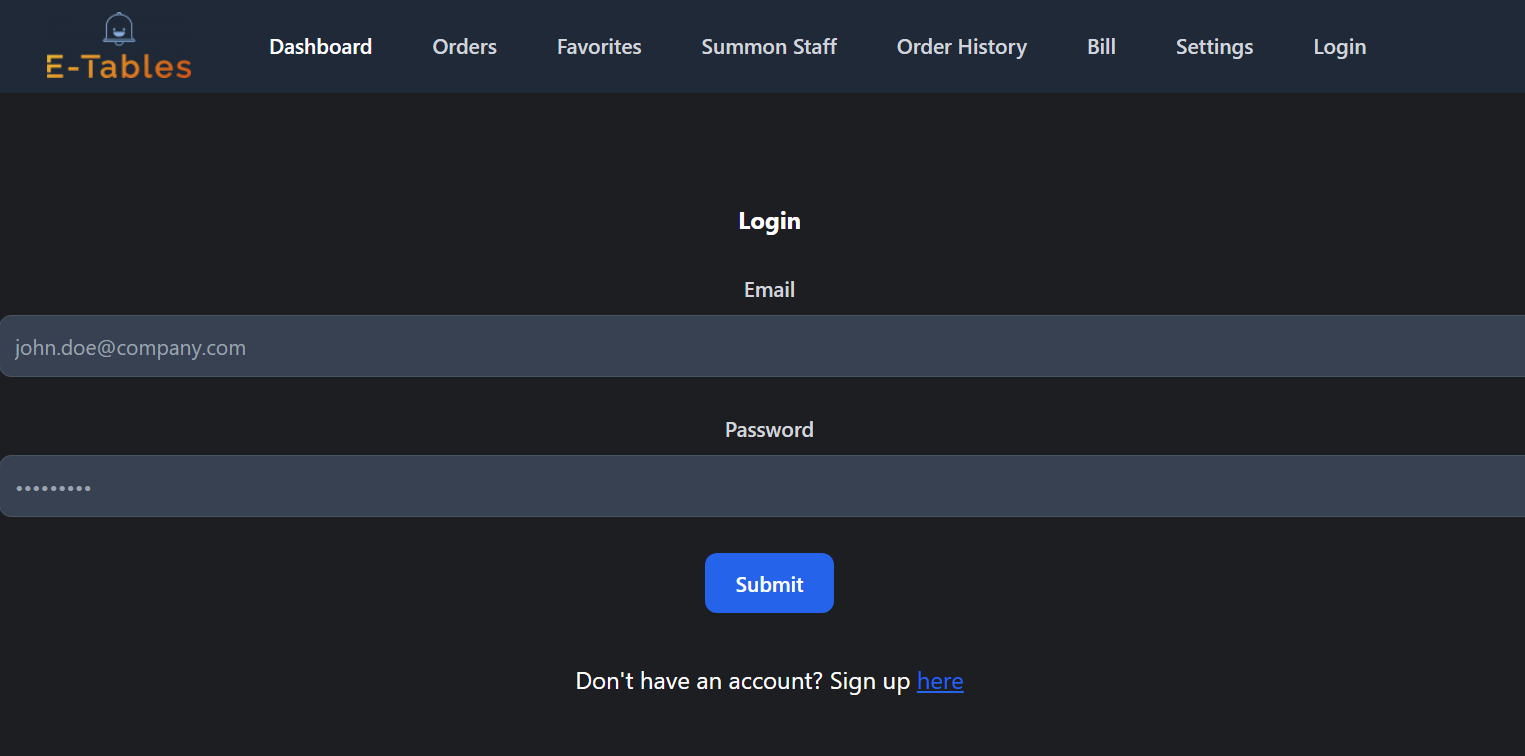 E-Tables
Dashboard Orders Favorites Summon Staff Order History Bill Settings Login
Login
Email
john.doe@company.com
Password
•••••••••
Submit
Don't have an account? Sign up here